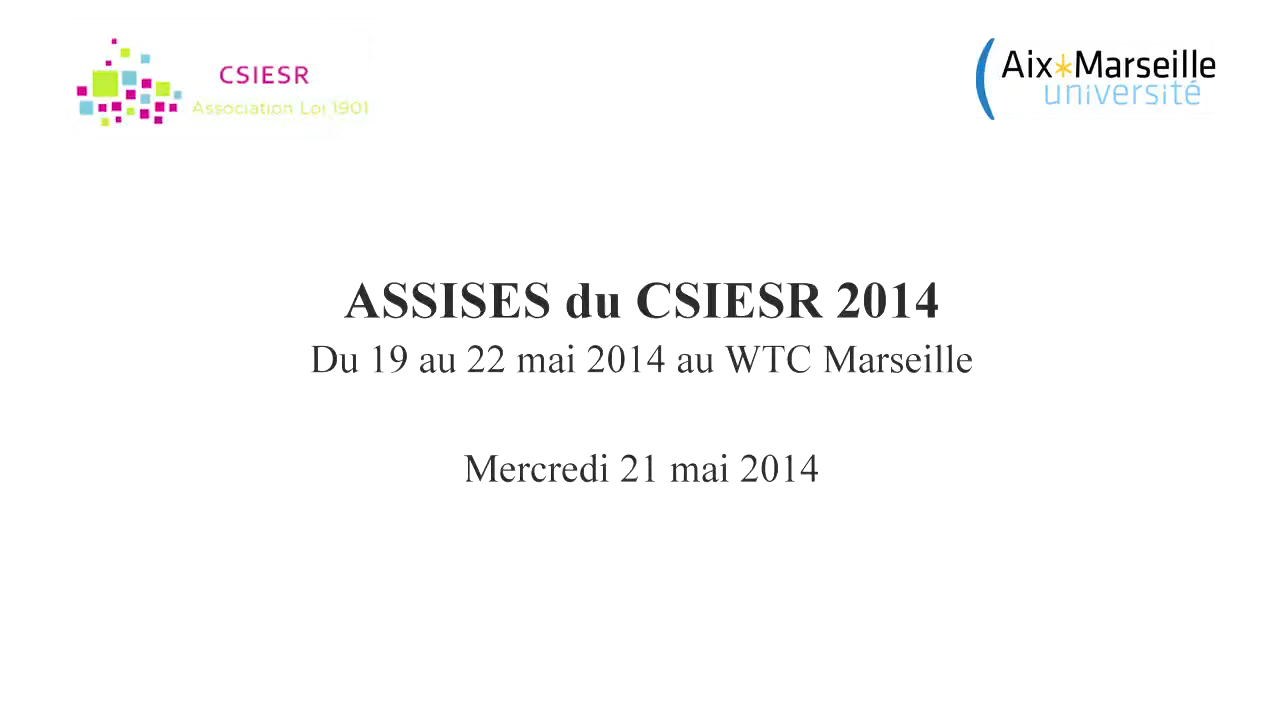 CSIESR
Association Loi 1901
Aix*Marseille
université
ASSISES du CSIESR 2014
Du 19 au 22 mai 2014 au WTC Marseille
Mercredi 21 mai 2014